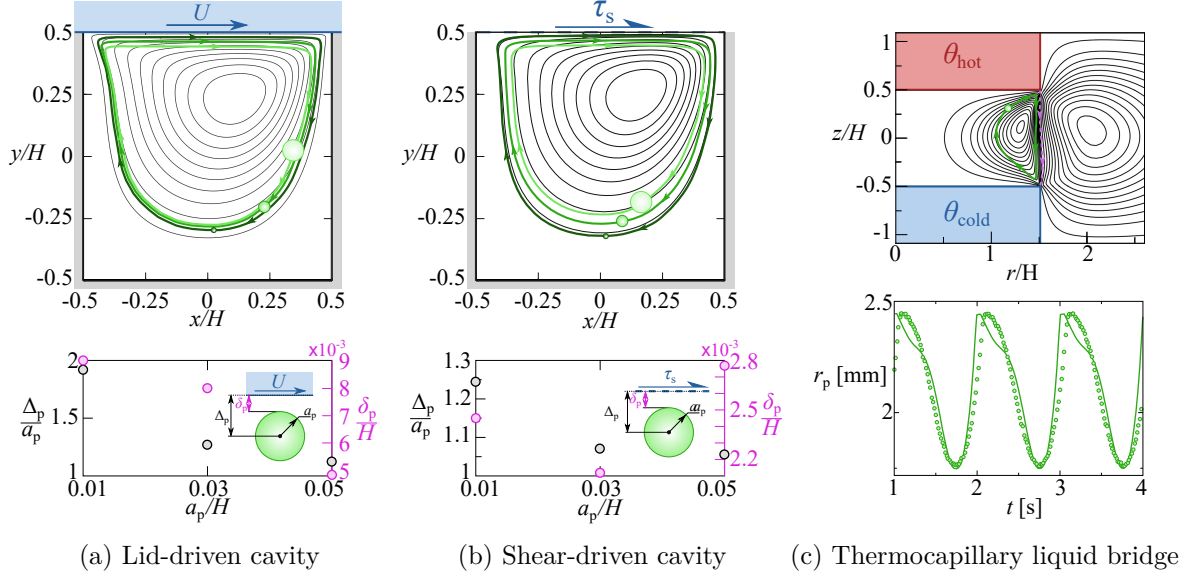 U
0.5
0.25
y/H
0
-0.25
-0.5
-0.5
-0.25
0
0.25
0.5
x/H
τs
0.5
0.25
y/H
0
-0.25
-0.5
-0.5
-0.25
0
0.25
0.5
x/H
1
0.5
z/H
0
-0.5
-1
θhot
θcold
0
1
2
r/H
×10⁻³
2
1.5
1
Δp
ap
U
Δp
δp
ap
9
8
7
6
5
δp
H
0.01
0.03
0.05
ap/H
×10⁻³
1.3
1.2
1.1
1
Δp
ap
τs
Δp
δp
ap
2.8
2.5
2.2
δp
H
0.01
0.03
0.05
ap/H
2.5
rp [mm]
2
1
2
3
4
t [s]
(a) Lid-driven cavity
(b) Shear-driven cavity
(c) Thermocapillary liquid bridge